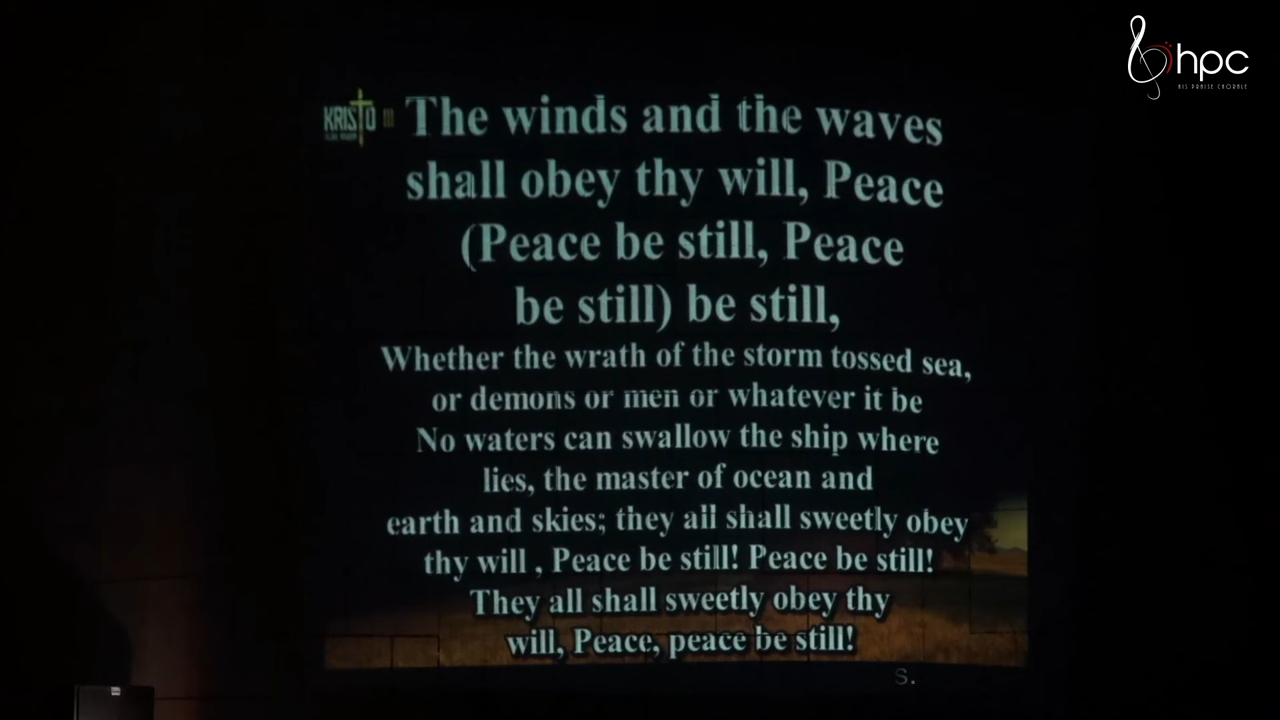 hpc
HIS PRAISE CHORALE
KRISTO III
The winds and the waves
shall obey thy will, Peace
(Peace be still, Peace
be still) be still,
Whether the wrath of the storm tossed sea,
or demons or men or whatever it be
No waters can swallow the ship where
lies, the master of ocean and
earth and skies; they all shall sweetly obey
thy will , Peace be still! Peace be still!
They all shall sweetly obey thy
will, Peace, peace be still!
s.